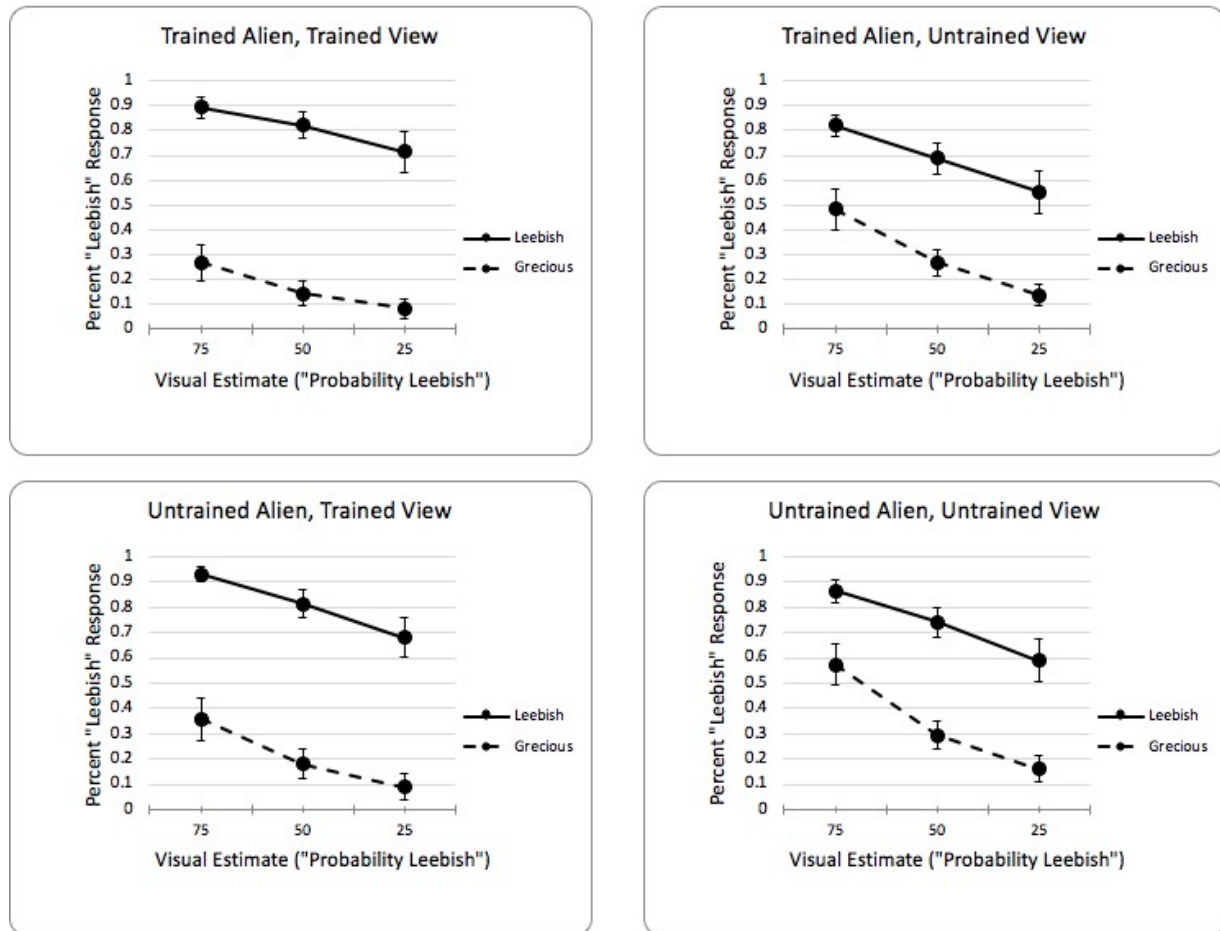 Trained Alien, Trained View
Percent "Leebish" Response
1
0.9
0.8
0.7
0.6
0.5
0.4
0.3
0.2
0.1
0
75 50 25
Visual Estimate ("Probability Leebish")
Leebish
Grecious
Trained Alien, Untrained View
Percent "Leebish" Response
1
0.9
0.8
0.7
0.6
0.5
0.4
0.3
0.2
0.1
0
75 50 25
Visual Estimate ("Probability Leebish")
Leebish
Grecious
Untrained Alien, Trained View
Percent "Leebish" Response
1
0.9
0.8
0.7
0.6
0.5
0.4
0.3
0.2
0.1
0
75 50 25
Visual Estimate ("Probability Leebish")
Leebish
Grecious
Untrained Alien, Untrained View
Percent "Leebish" Response
1
0.9
0.8
0.7
0.6
0.5
0.4
0.3
0.2
0.1
0
75 50 25
Visual Estimate ("Probability Leebish")
Leebish
Grecious